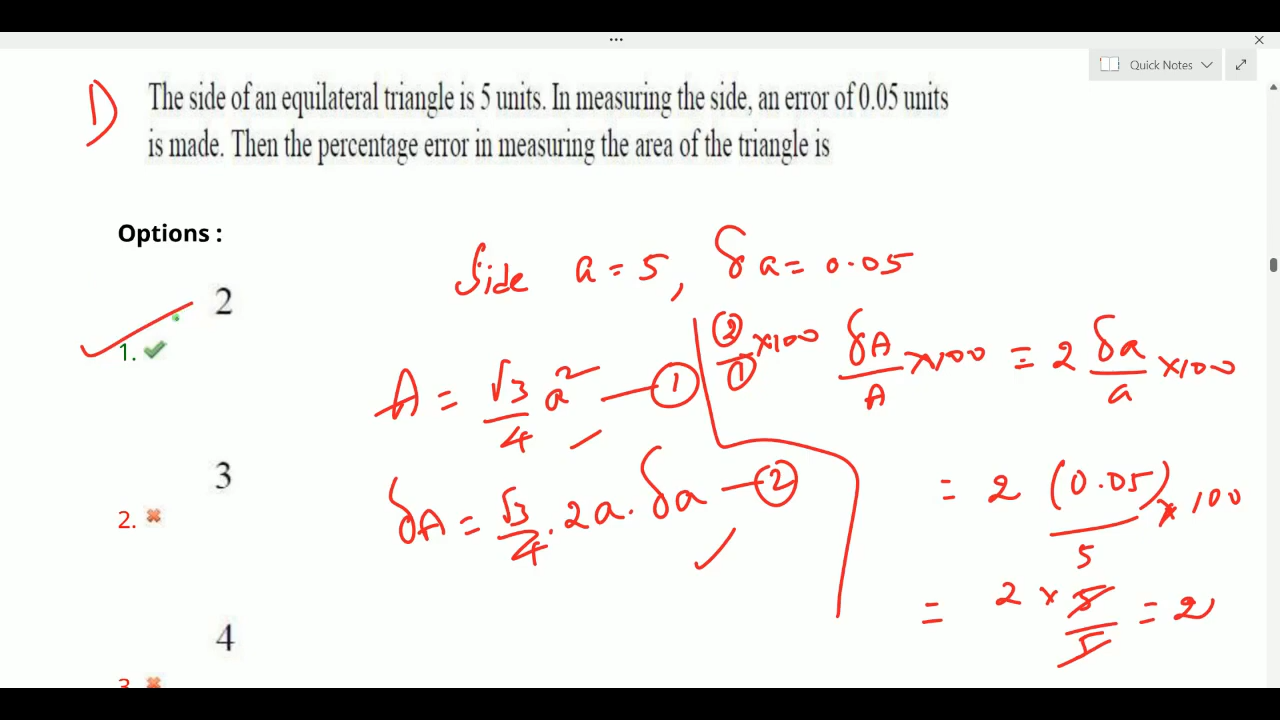 Quick Notes
D
The side of an equilateral triangle is 5 units. In measuring the side, an error of 0.05 units
is made. Then the percentage error in measuring the area of the triangle is
Options :
Side a = 5, δa = 0.05
2
1.
A = √3/4 a² — ①
②/① ×100 δA/A ×100 = 2 δa/a ×100
3
2.
δA = √3/4 . 2a . δa — ②
= 2 (0.05)/5 × 100
= 2 × 5/5 = 2
4
3.